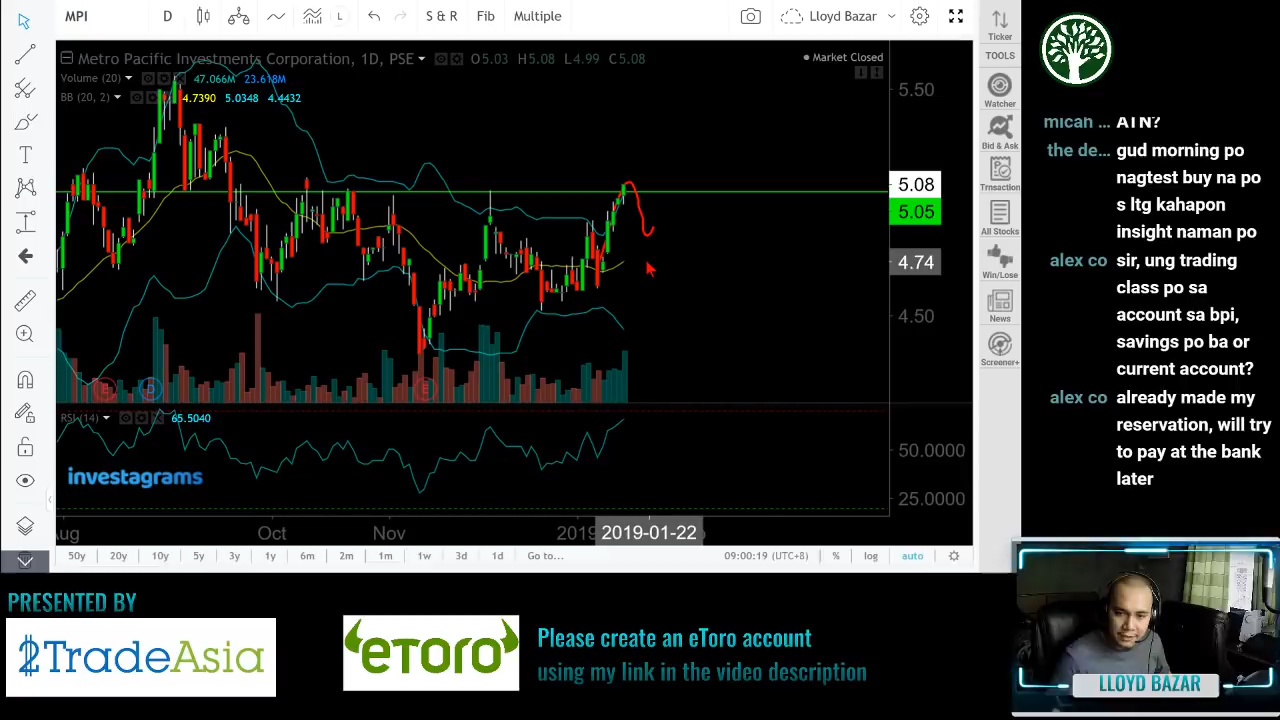 MPI D L S & R Fib Multiple Lloyd Bazar
Metro Pacific Investments Corporation, 1D, PSE O5.03 H5.08 L4.99 C5.08
Market Closed
Volume (20) 47.066M 23.618M
BB (20, 2) 4.7390 5.0348 4.4432
5.50
5.08
5.05
4.74
4.50
RSI (14) 65.5040
50.0000
25.0000
investagrams
E
D
E
Aug Oct Nov 2019 2019-01-22
50y 20y 10y 5y 3y 1y 6m 2m 1m 1w 3d 1d Go to... 09:00:19 (UTC+8) % log auto
Ticker
TOOLS
Watcher
Bid & Ask
Trnsaction
All Stocks
Win/Lose
News
Screener+
mican ... ATN?
the de... gud morning po
nagtest buy na po
s ltg kahapon
insight naman po
alex co sir, ung trading
class po sa
account sa bpi,
savings po ba or
current account?
alex co already made my
reservation, will try
to pay at the bank
later
PRESENTED BY
2TradeAsia
eToro
Please create an eToro account
using my link in the video description
LLOYD BAZAR